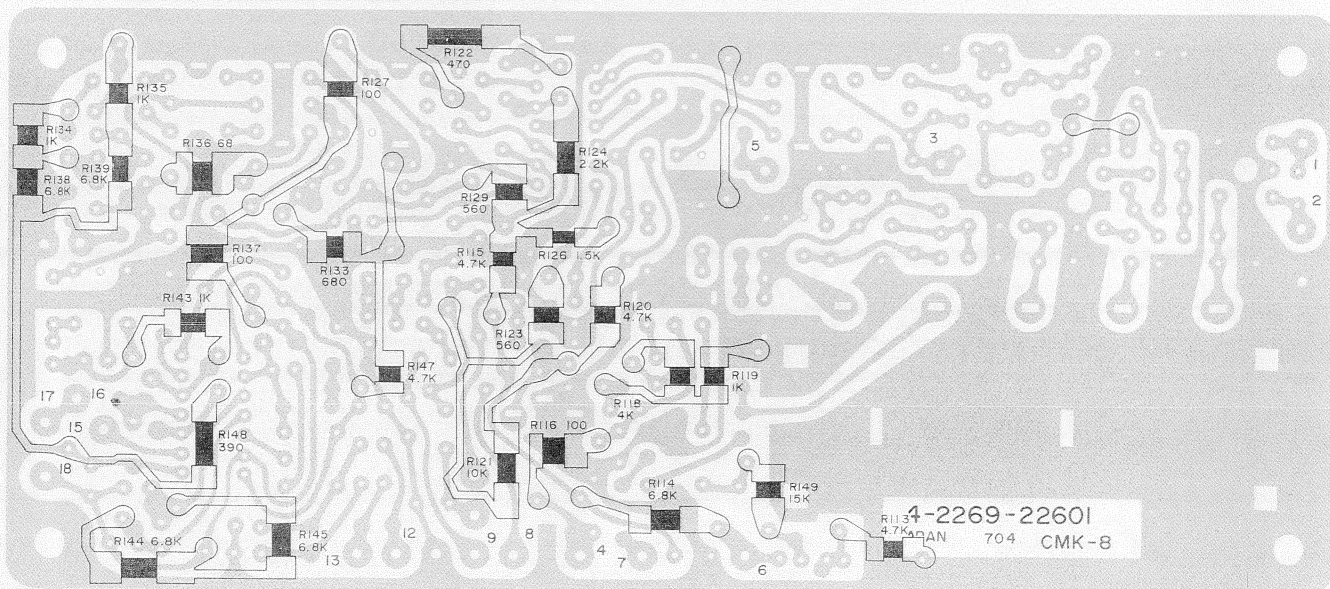 R122
470
R135
1K
R127
100
R134
1K
R136 68
R124
2.2K
5
3
1
2
R138
6.8K
R139
6.8K
R129
560
R137
100
R133
680
R115
4.7K
R126 1.5K
R143 1K
R123
560
R120
4.7K
R147
4.7K
R119
1K
R118
4K
17
16
15
18
R148
390
R116 100
R121
10K
R114
6.8K
R149
15K
4-2269-22601
R113
4.7K
704 CMK-8
R144 6.8K
R145
6.8K
13
12
9
8
4
7
6